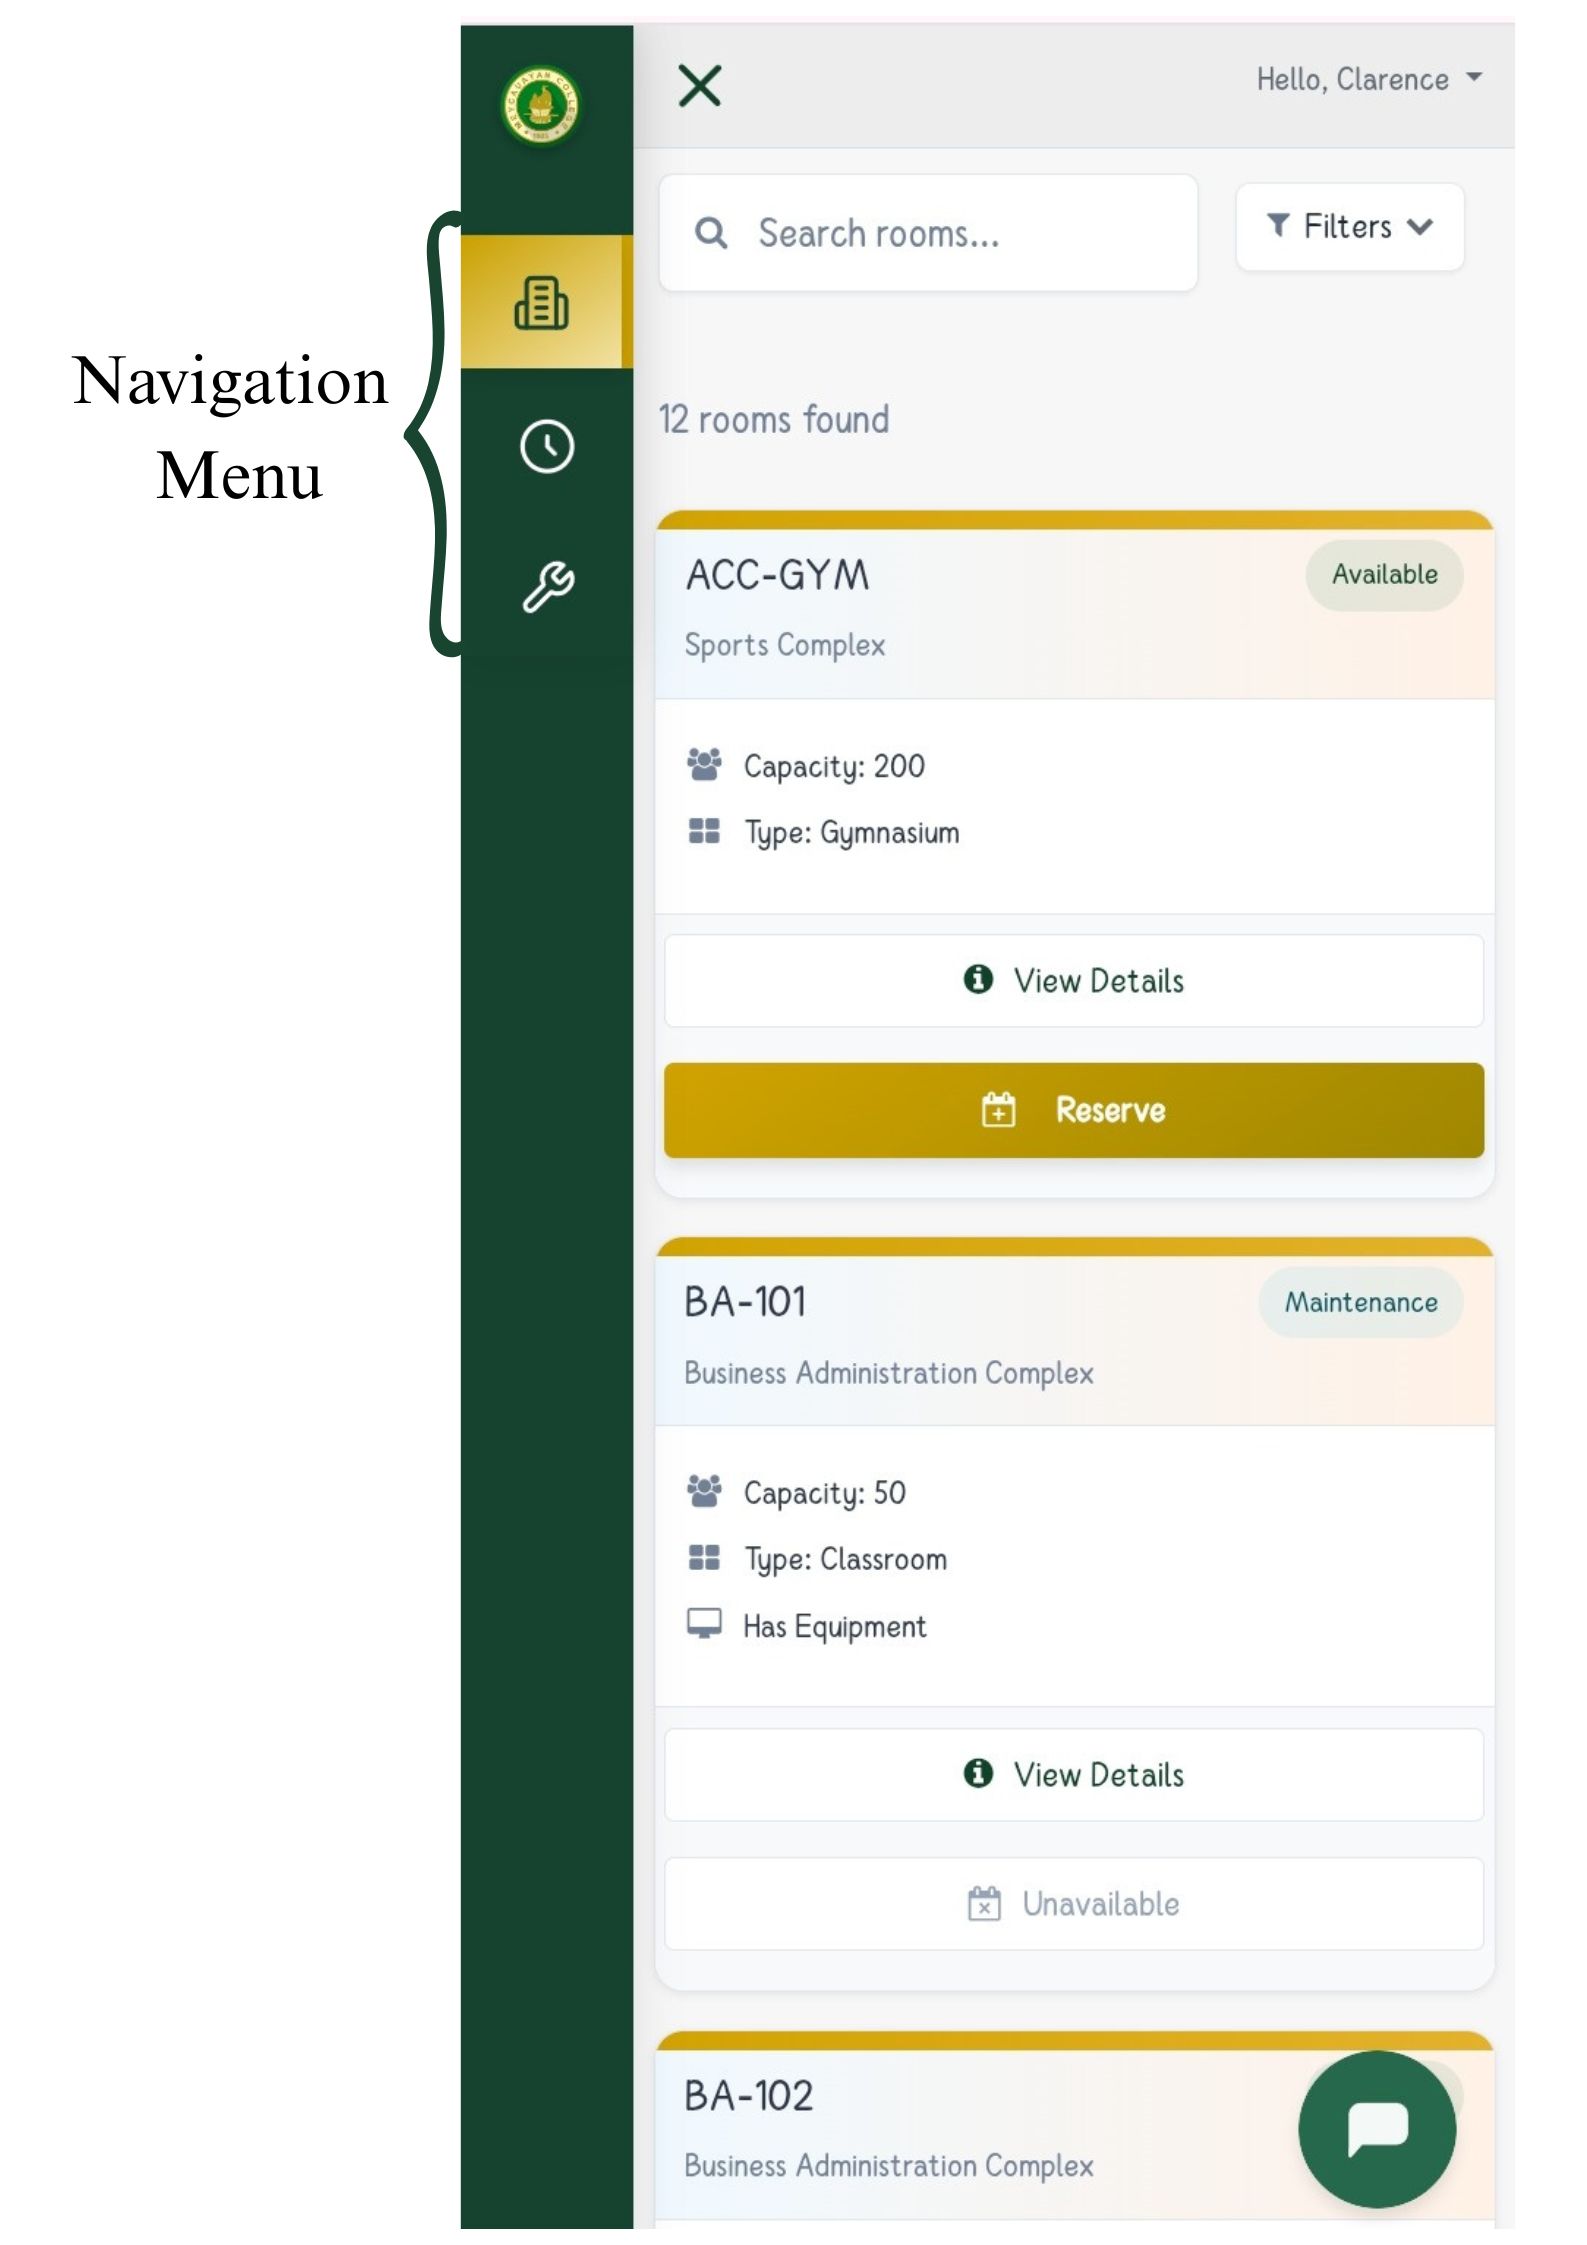 MEYCAUAYAN COLLEGE
Hello, Clarence
Search rooms...
Filters
Navigation
Menu
12 rooms found
ACC-GYM
Available
Sports Complex
Capacity: 200
Type: Gymnasium
View Details
Reserve
BA-101
Maintenance
Business Administration Complex
Capacity: 50
Type: Classroom
Has Equipment
View Details
Unavailable
BA-102
Business Administration Complex